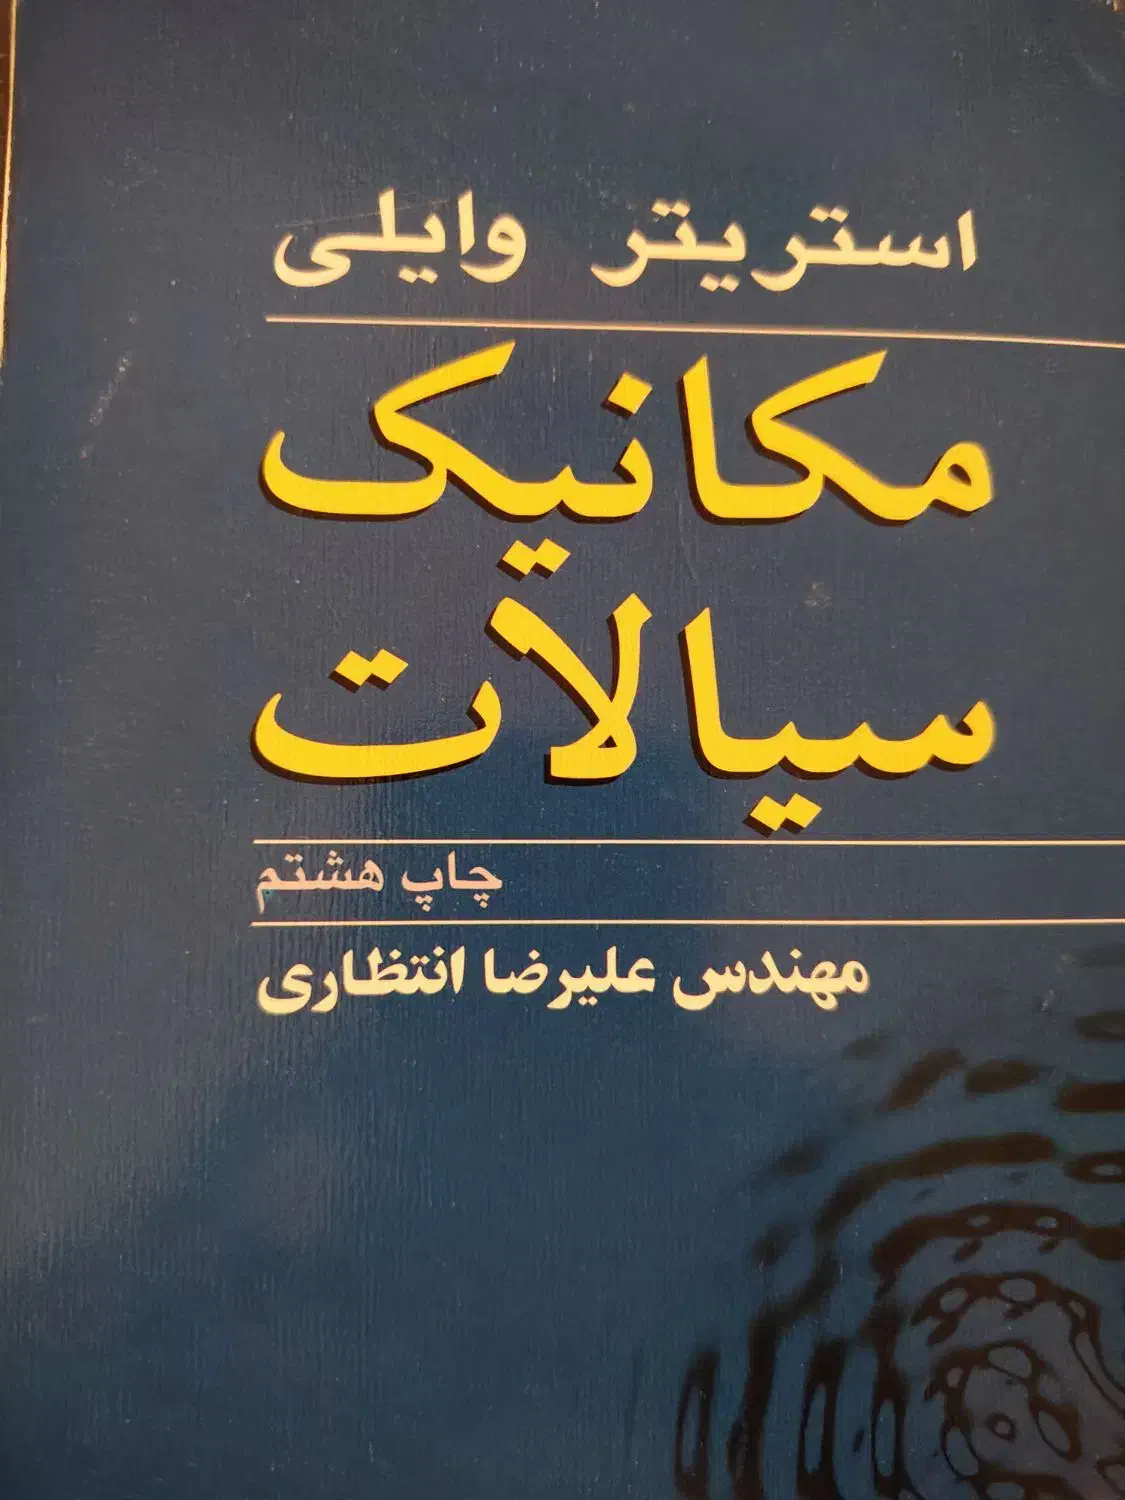 استریتر وایلی
مکانیک
سیالات
چاپ هشتم
مهندس علیرضا انتظاری